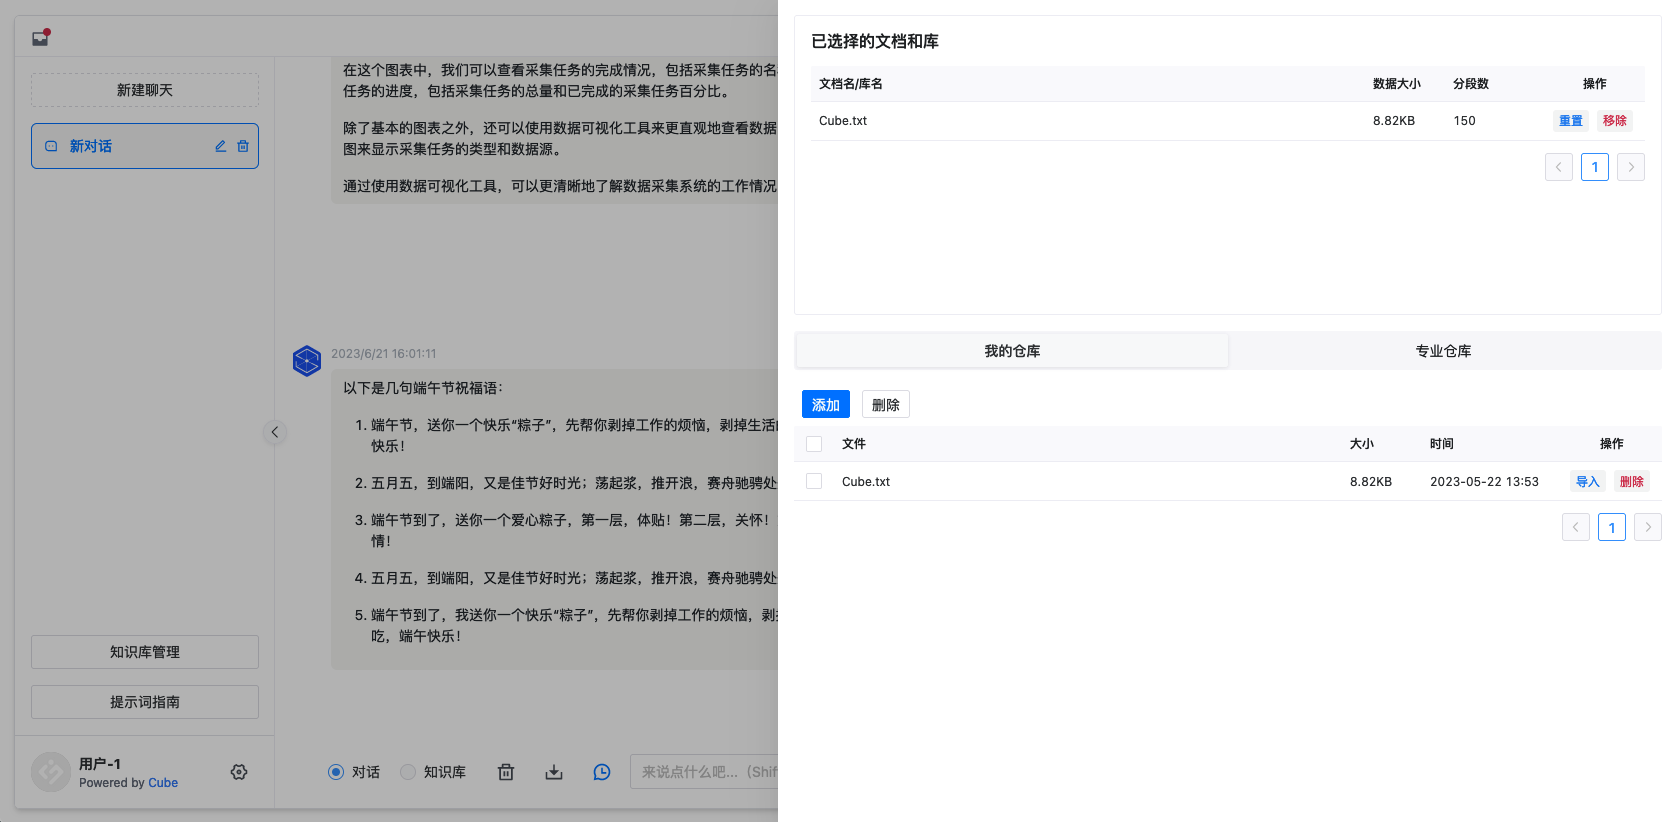 新建聊天
新对话
知识库管理
提示词指南
用户-1
Powered by Cube
在这个图表中，我们可以查看采集任务的完成情况，包括采集任务的名
任务的进度，包括采集任务的总量和已完成的采集任务百分比。
除了基本的图表之外，还可以使用数据可视化工具来更直观地查看数据
图来显示采集任务的类型和数据源。
通过使用数据可视化工具，可以更清晰地了解数据采集系统的工作情况
2023/6/21 16:01:11
以下是几句端午节祝福语：
1. 端午节，送你一个快乐“粽子”，先帮你剥掉工作的烦恼，剥掉生活
快乐！
2. 五月五，到端阳，又是佳节好时光；荡起浆，推开浪，赛舟驰骋处
3. 端午节到了，送你一个爱心粽子，第一层，体贴！第二层，关怀！
情！
4. 五月五，到端阳，又是佳节好时光；荡起浆，推开浪，赛舟驰骋处
5. 端午节到了，我送你一个快乐“粽子”，先帮你剥掉工作的烦恼，剥
吃，端午快乐！
对话 知识库 来说点什么吧...（Shif
已选择的文档和库
文档名/库名 数据大小 分段数 操作
Cube.txt 8.82KB 150 重置 移除
1
我的仓库 专业仓库
添加 删除
文件 大小 时间 操作
Cube.txt 8.82KB 2023-05-22 13:53 导入 删除
1